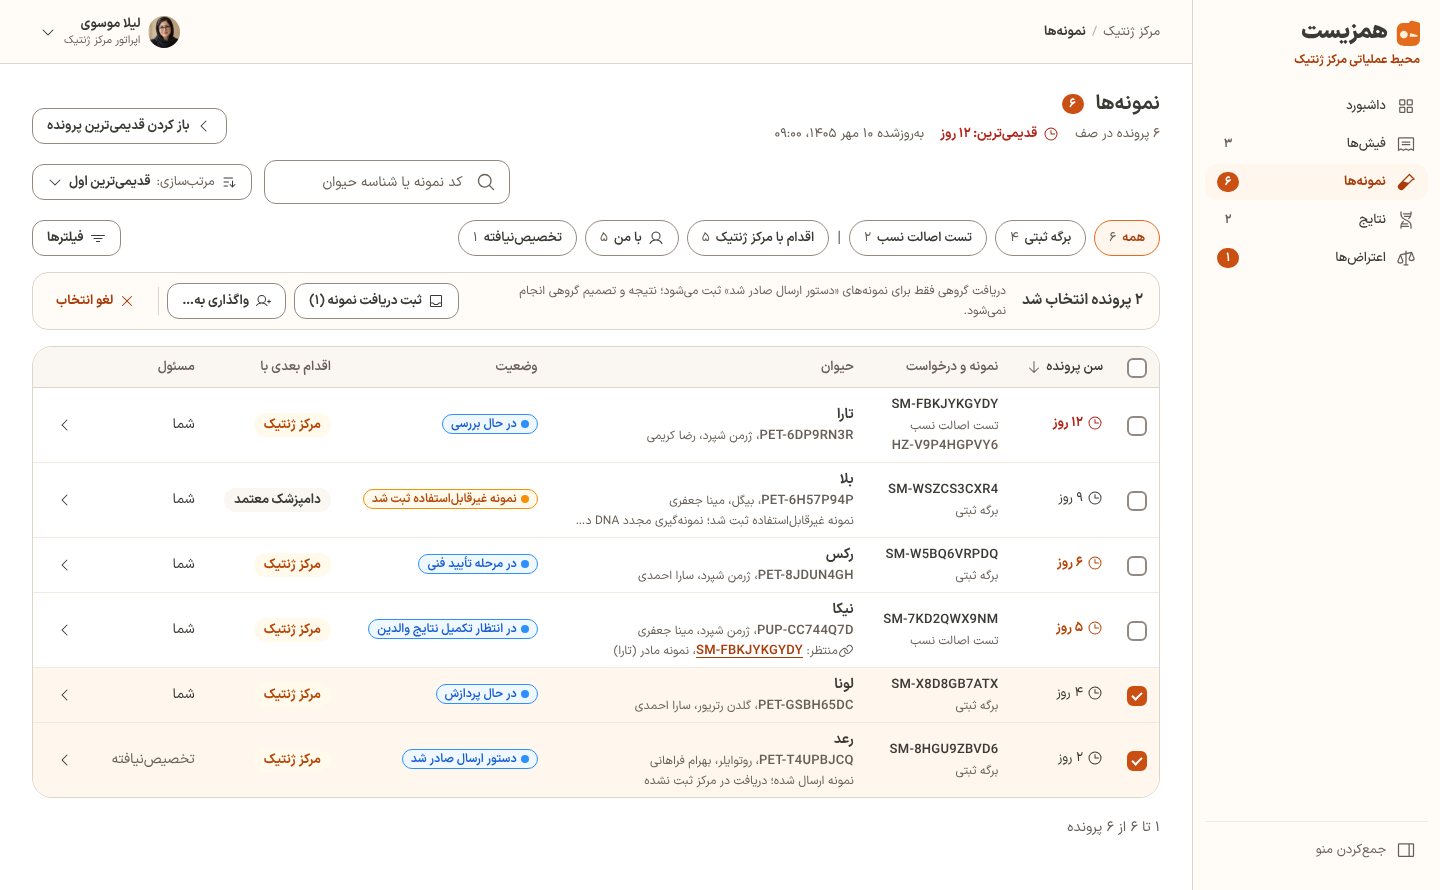 همزیست
محیط عملیاتی مرکز ژنتیک
داشبورد
فیش‌ها ۳
نمونه‌ها ۶
نتایج ۲
اعتراض‌ها ۱
جمع‌کردن منو
مرکز ژنتیک / نمونه‌ها
لیلا موسوی
اپراتور مرکز ژنتیک
نمونه‌ها ۶
۶ پرونده در صف قدیمی‌ترین: ۱۲ روز به‌روزشده ۱۰ مهر ۱۴۰۵، ۰۹:۰۰
باز کردن قدیمی‌ترین پرونده
کد نمونه یا شناسه حیوان
مرتب‌سازی: قدیمی‌ترین اول
همه ۶
برگه ثبتی ۴
تست اصالت نسب ۲
اقدام با مرکز ژنتیک ۵
با من ۵
تخصیص‌نیافته ۱
فیلترها
۲ پرونده انتخاب شد
دریافت گروهی فقط برای نمونه‌های «دستور ارسال صادر شد» ثبت می‌شود؛ نتیجه و تصمیم گروهی انجام
نمی‌شود.
ثبت دریافت نمونه (۱)
واگذاری به...
لغو انتخاب
سن پرونده نمونه و درخواست حیوان وضعیت اقدام بعدی با مسئول
۱۲ روز
SM-FBKJYKGYDY
تست اصالت نسب
HZ-V9P4HGPVY6
تارا
PET-6DP9RN3R، ژرمن شپرد، رضا کریمی
در حال بررسی
مرکز ژنتیک
شما
۹ روز
SM-WSZCS3CXR4
برگه ثبتی
بلا
PET-6H57P94P، بیگل، مینا جعفری
نمونه غیرقابل‌استفاده ثبت شد؛ نمونه‌گیری مجدد DNA د...
نمونه غیرقابل‌استفاده ثبت شد
دامپزشک معتمد
شما
۶ روز
SM-W5BQ6VRPDQ
برگه ثبتی
رکس
PET-8JDUN4GH، ژرمن شپرد، سارا احمدی
در مرحله تأیید فنی
مرکز ژنتیک
شما
۵ روز
SM-7KD2QWX9NM
تست اصالت نسب
نیکا
PUP-CC744Q7D، ژرمن شپرد، مینا جعفری
منتظر: SM-FBKJYKGYDY، نمونه مادر (تارا)
در انتظار تکمیل نتایج والدین
مرکز ژنتیک
شما
۴ روز
SM-X8D8GB7ATX
برگه ثبتی
لونا
PET-GSBH65DC، گلدن رتریور، سارا احمدی
در حال پردازش
مرکز ژنتیک
شما
۲ روز
SM-8HGU9ZBVD6
برگه ثبتی
رعد
PET-T4UPBJCQ، روتوایلر، بهرام فراهانی
نمونه ارسال شده؛ دریافت در مرکز ثبت نشده
دستور ارسال صادر شد
مرکز ژنتیک
تخصیص‌نیافته
۱ تا ۶ از ۶ پرونده